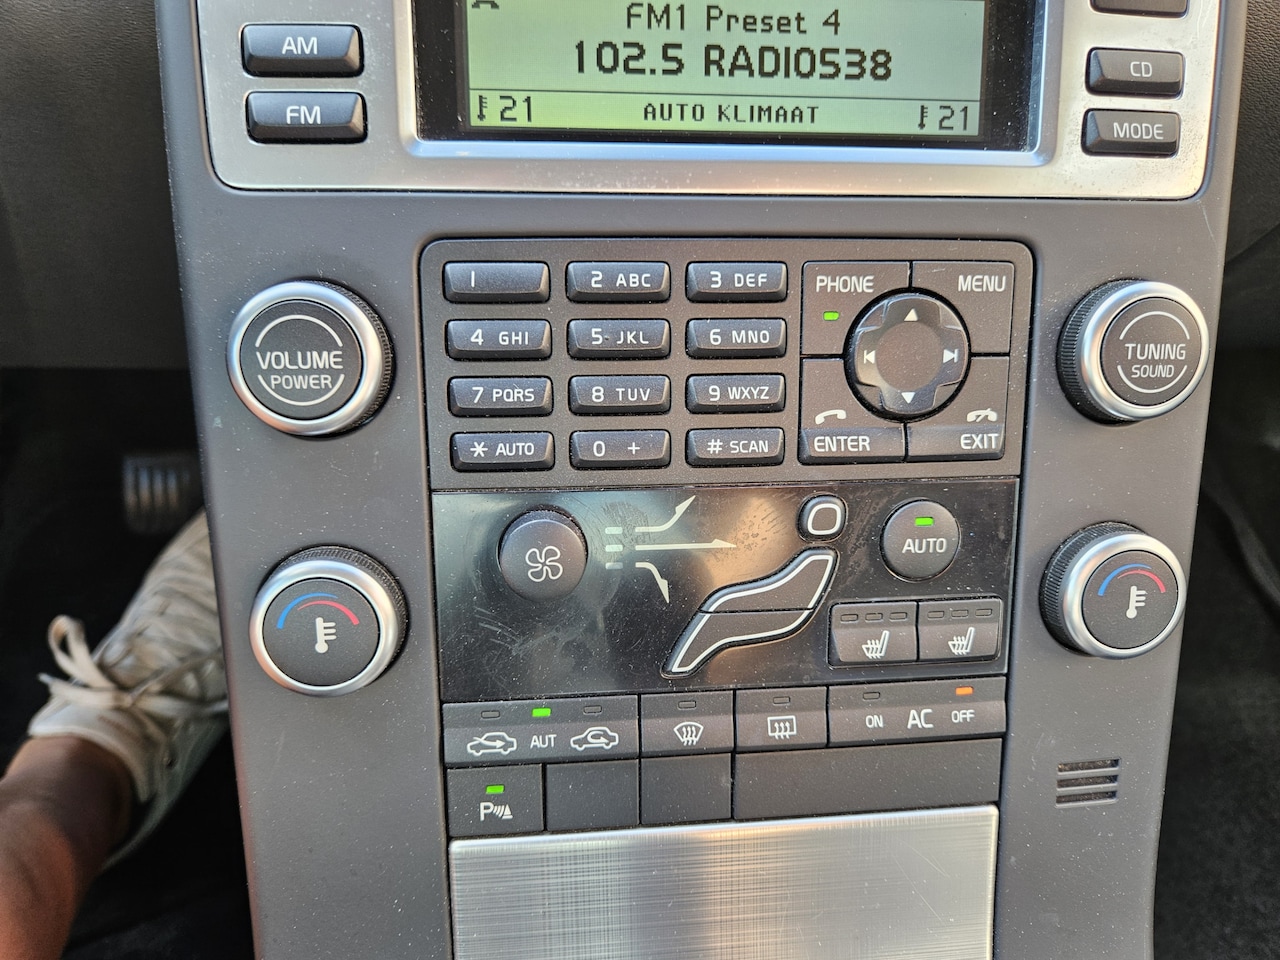 AM
FM
FM1 Preset 4
102.5 RADIO538
21 AUTO KLIMAAT 21
CD
MODE
1
2 ABC
3 DEF
4 GHI
5 JKL
6 MNO
7 PQRS
8 TUV
9 WXYZ
* AUTO
0 +
# SCAN
PHONE
MENU
ENTER
EXIT
VOLUME
POWER
TUNING
SOUND
AUTO
AUT
ON AC OFF
P